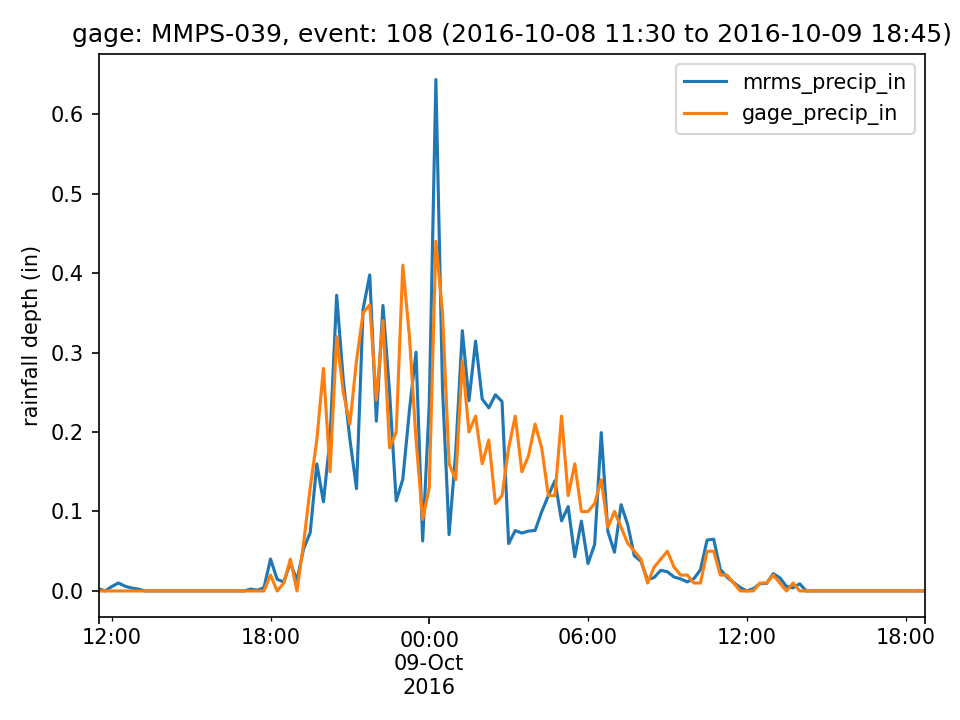 gage: MMPS-039, event: 108 (2016-10-08 11:30 to 2016-10-09 18:45)
mrms_precip_in
gage_precip_in
rainfall depth (in)
0.6
0.5
0.4
0.3
0.2
0.1
0.0
12:00 18:00 00:00 06:00 12:00 18:00
09-Oct
2016